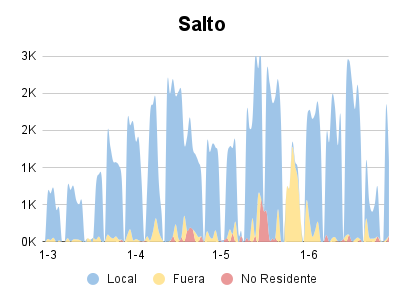 Salto
3K
2K
2K
1K
1K
0K
1-3 1-4 1-5 1-6
Local Fuera No Residente